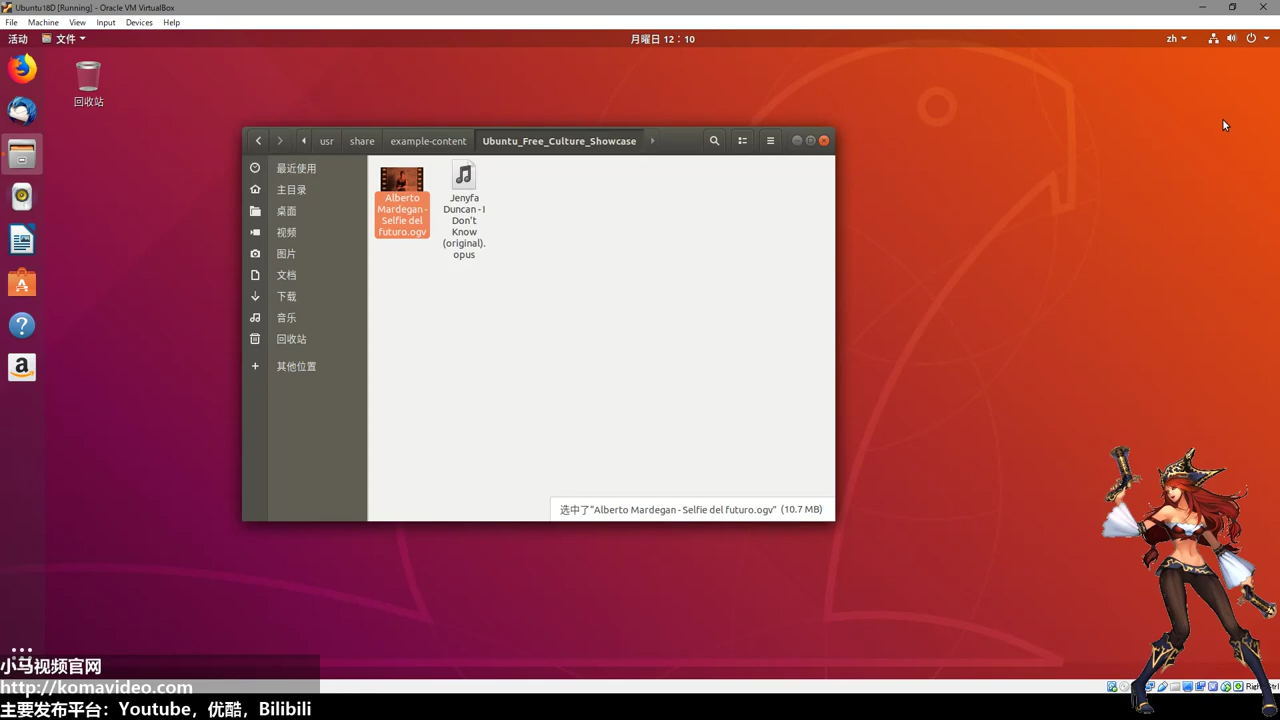 Ubuntu18D [Running] - Oracle VM VirtualBox
File Machine View Input Devices Help
活动 文件 月曜日 12：10 zh
回收站
usr share example-content Ubuntu_Free_Culture_Showcase
最近使用
主目录
桌面
视频
图片
文档
下载
音乐
回收站
其他位置
Alberto
Mardegan -
Selfie del
futuro.ogv
Jenyfa
Duncan - I
Don't
Know
(original).
opus
选中了"Alberto Mardegan - Selfie del futuro.ogv" (10.7 MB)
小马视频官网
http://komavideo.com
主要发布平台：Youtube，优酷，Bilibili